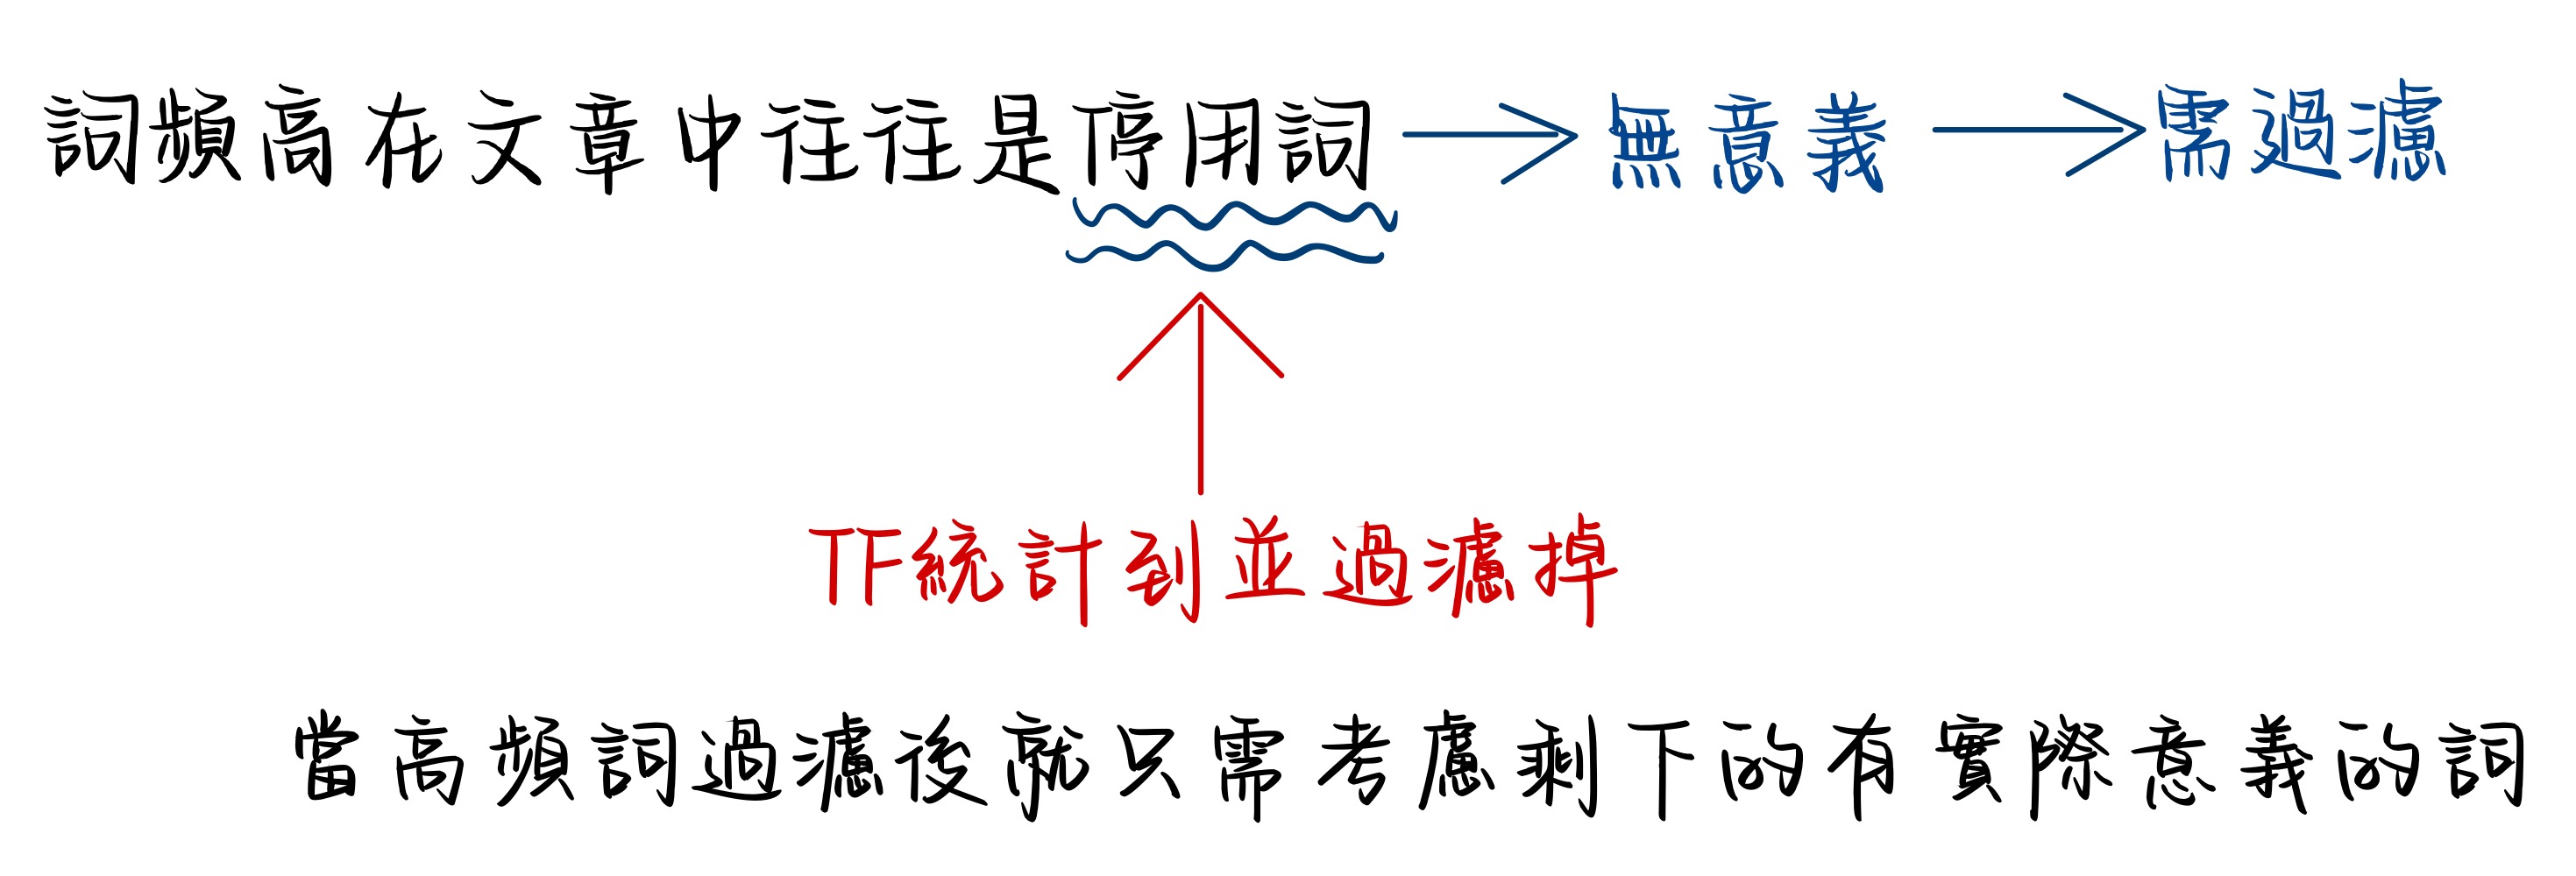 詞頻高在文章中往往是停用詞→無意義→需過濾
TF統計到並過濾掉
當高頻詞過濾後就只需考慮剩下的有實際意義的詞